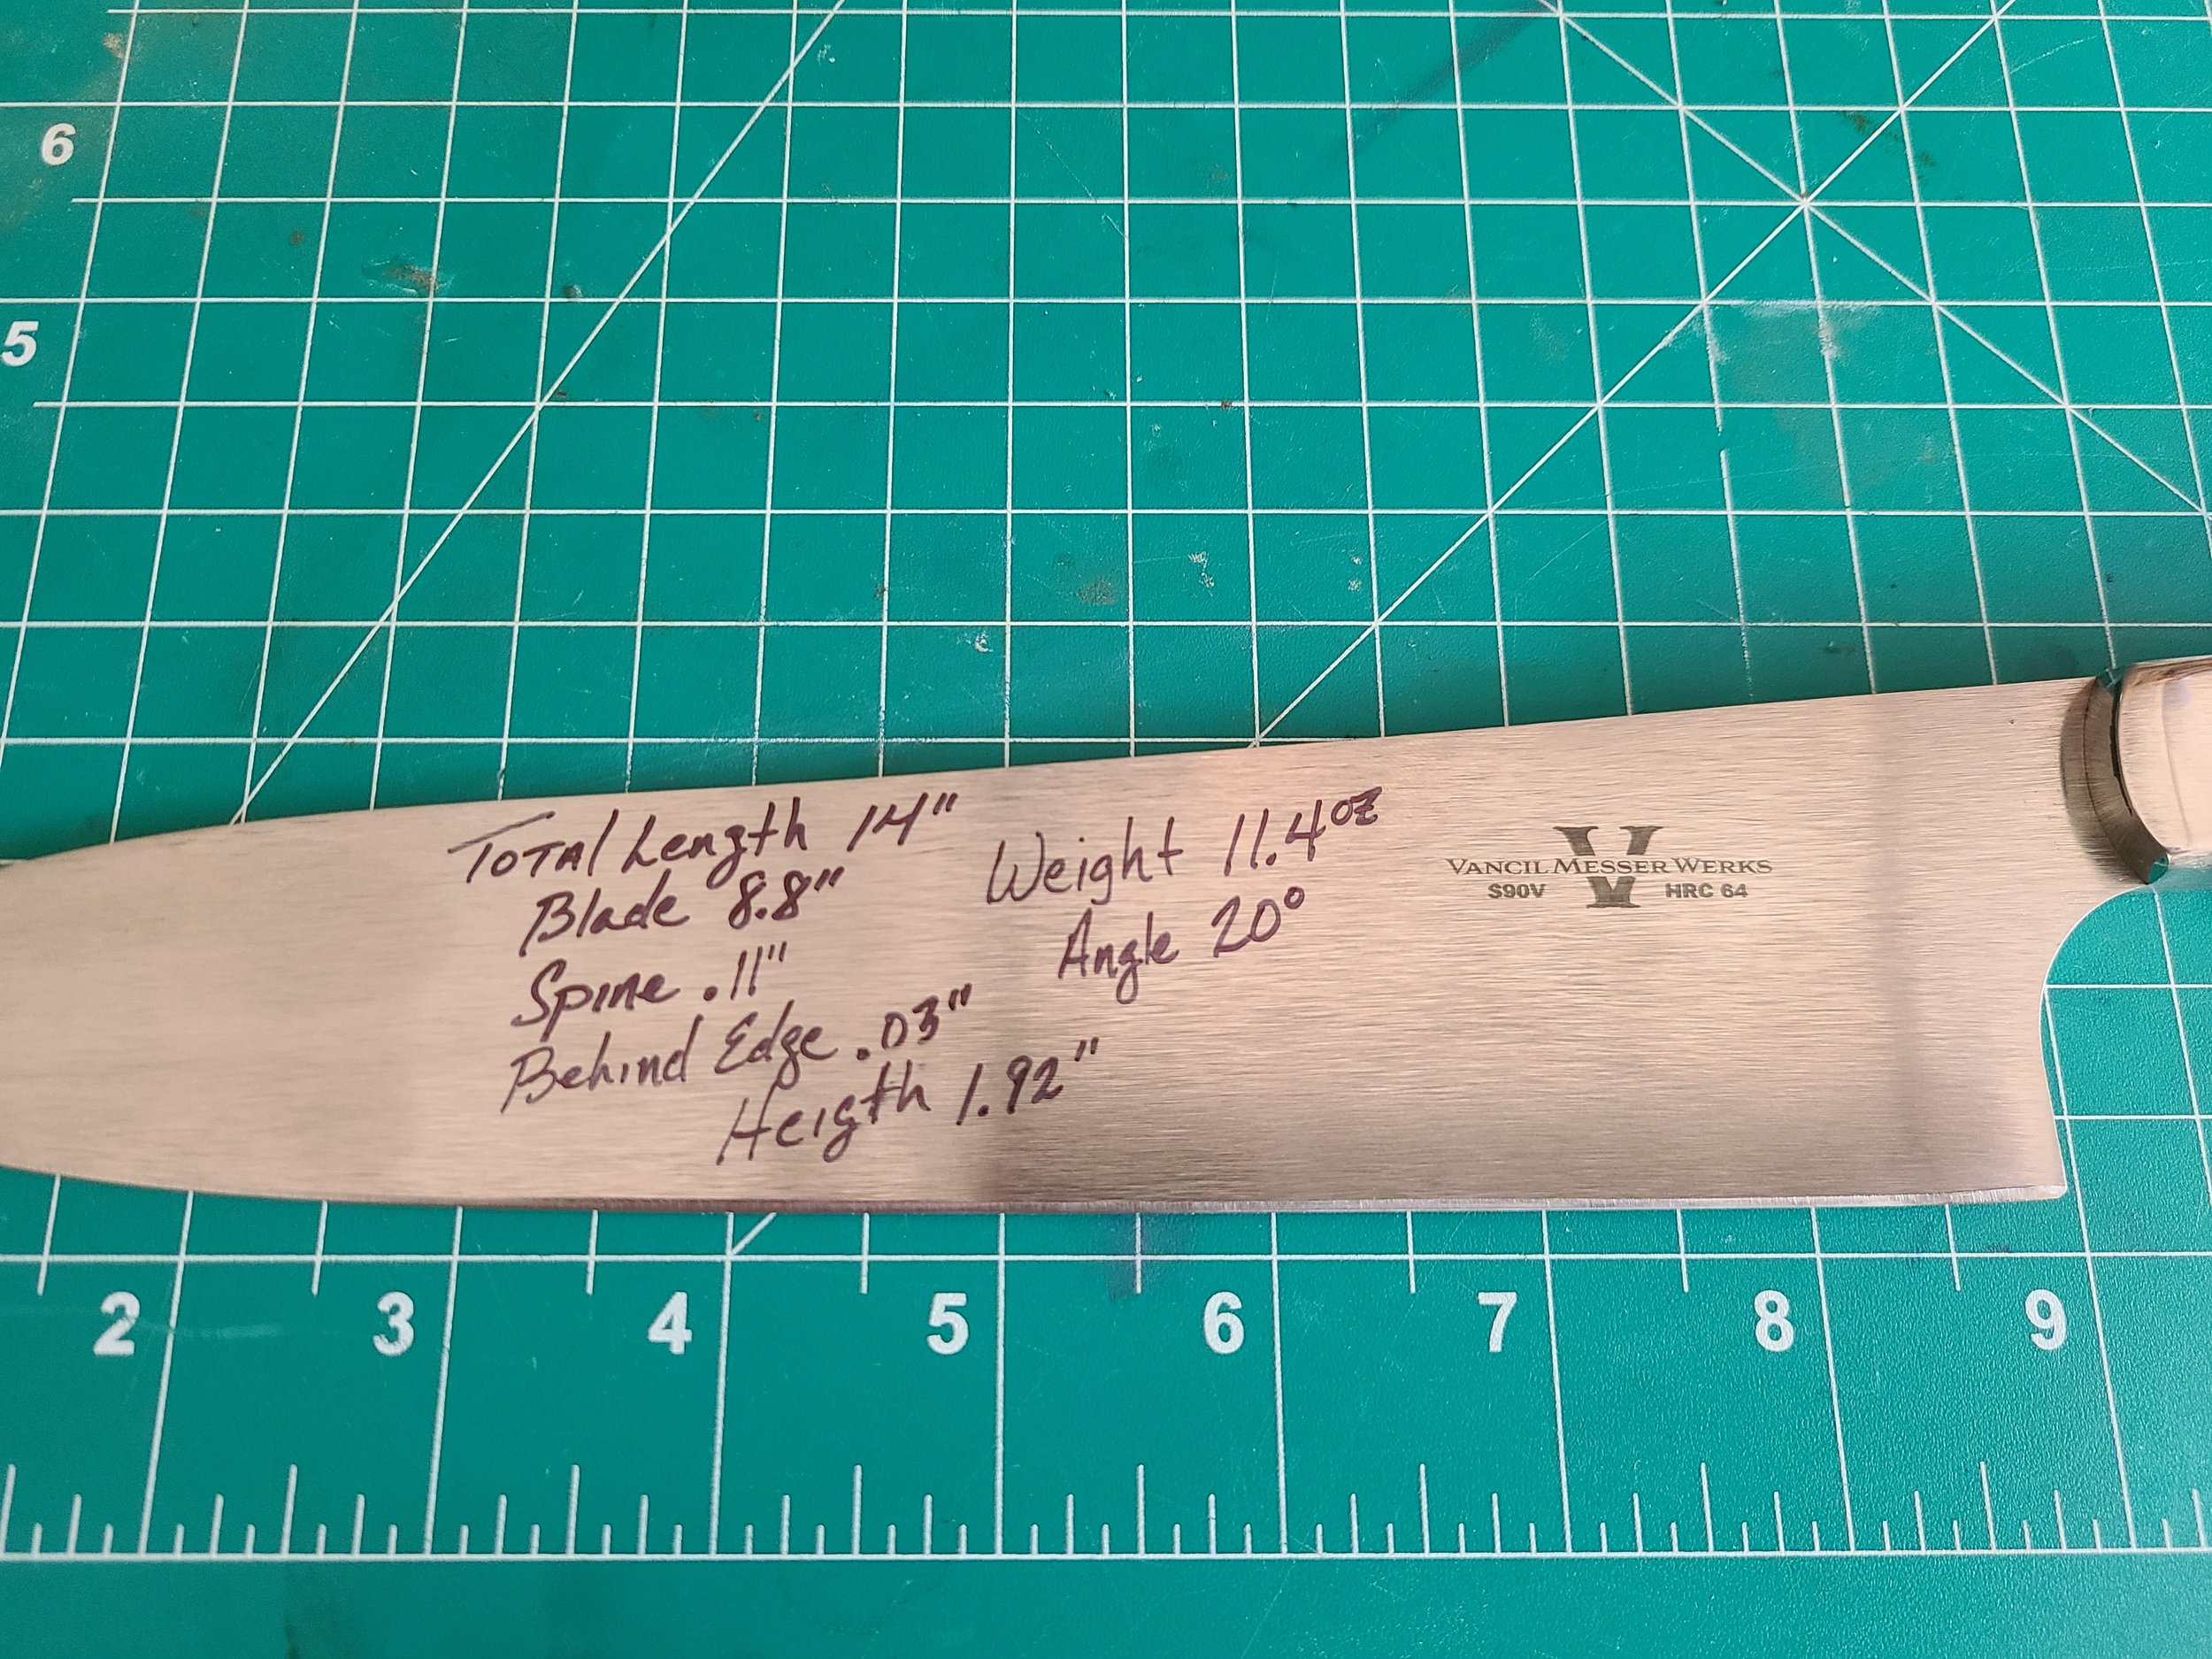 6
5
Total Length 14"
Blade 8.8"
Spine .11"
Behind Edge .03"
Heigth 1.92"
Weight 11.4oz
Angle 20°
V
VANCIL MESSER WERKS
S90V HRC 64
2 3 4 5 6 7 8 9